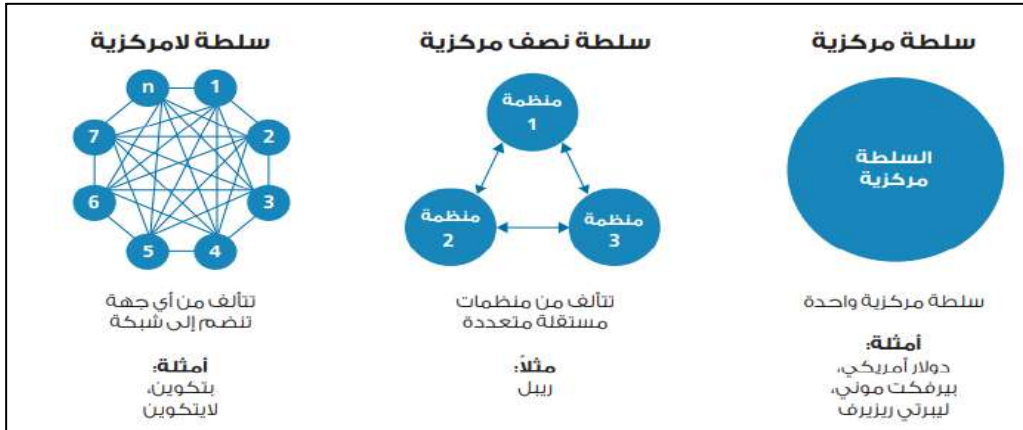 سلطة مركزية
السلطة
مركزية
سلطة مركزية واحدة
أمثلة:
دولار أمريكي،
بيرفكت موني،
ليبرتي ريزيرف
سلطة نصف مركزية
منظمة
1
منظمة
2
منظمة
3
تتألف من منظمات
مستقلة متعددة
مثلاً:
ريبل
سلطة لامركزية
n
1
7
2
6
3
5
4
تتألف من أي جهة
تنضم إلى شبكة
أمثلة:
بتكوين،
لايتكوين